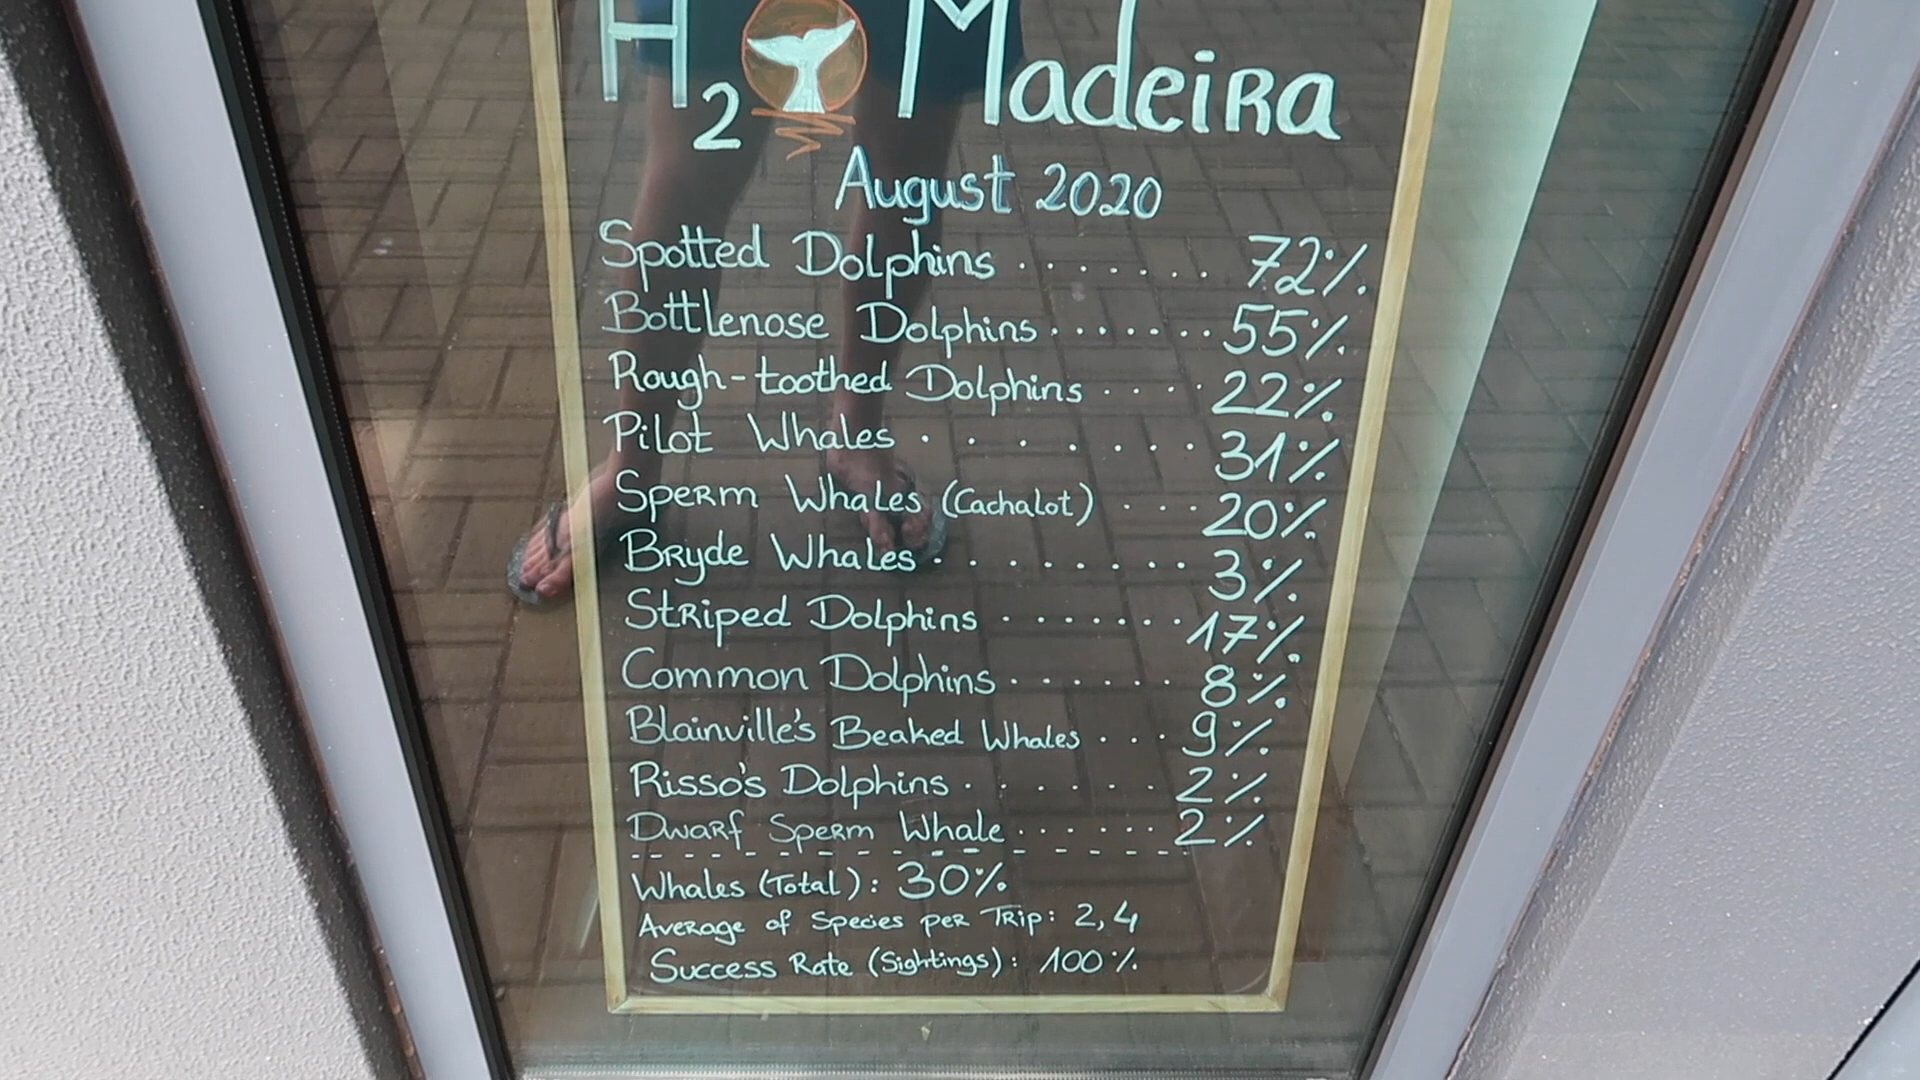 H2O Madeira
August 2020
Spotted Dolphins . . . . . . . 72%
Bottlenose Dolphins . . . . . . . 55%
Rough-toothed Dolphins . . . . 22%
Pilot Whales . . . . . . . 31%
Sperm Whales (Cachalot) . . . 20%
Bryde Whales . . . . . . . . 3%
Striped Dolphins . . . . . . . 17%
Common Dolphins . . . . . . 8%
Blainville's Beaked Whales . . . 9%
Risso's Dolphins . . . . . . 2%
Dwarf Sperm Whale . . . . . . 2%
Whales (Total): 30%
Average of Species per Trip: 2,4
Success Rate (Sightings): 100%